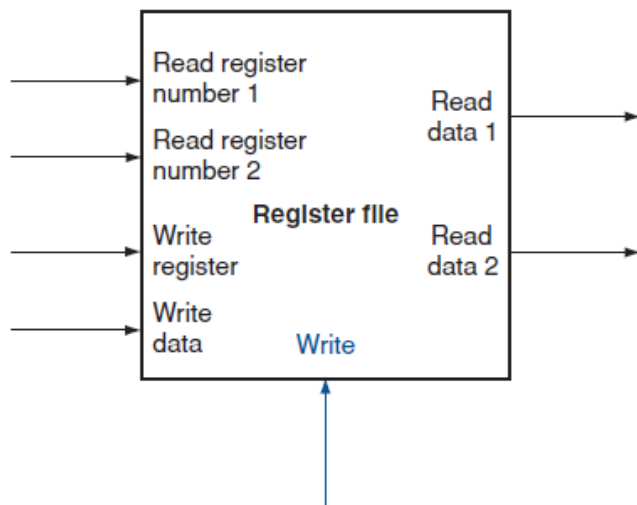 Read register
number 1
Read
data 1
Read register
number 2
Register file
Write
register
Read
data 2
Write
data
Write